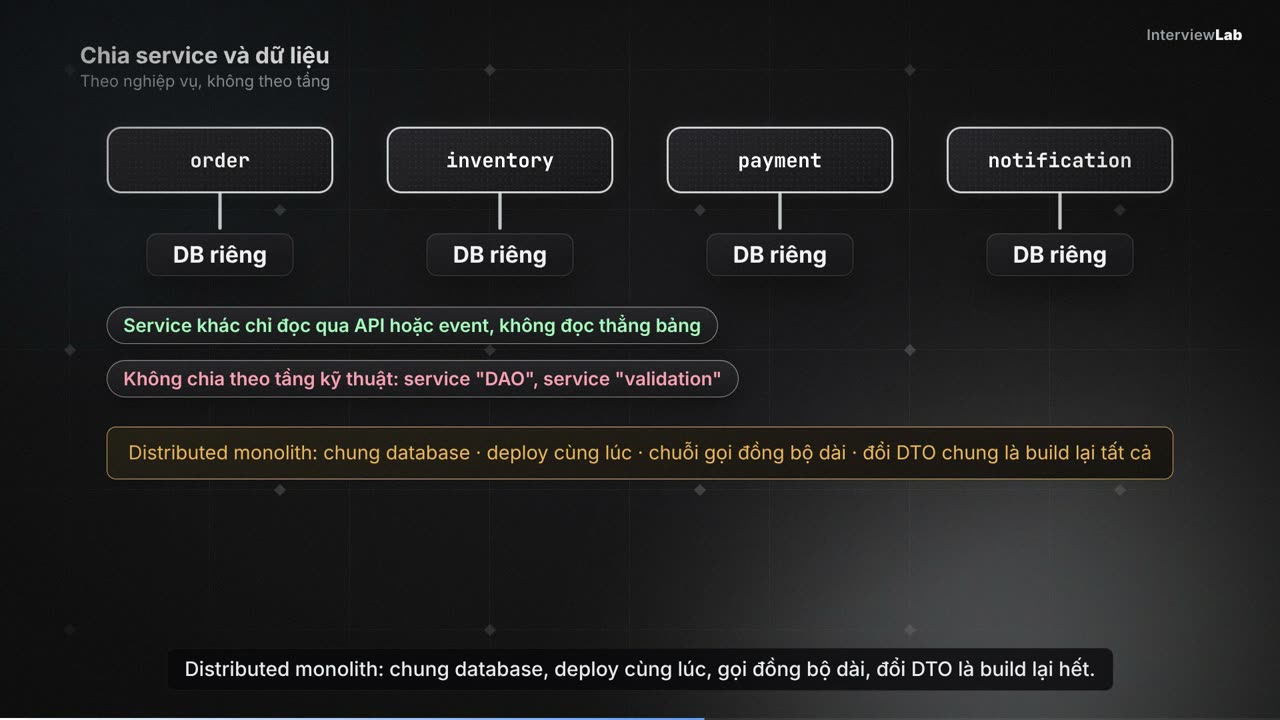 Chia service và dữ liệu
InterviewLab
Theo nghiệp vụ, không theo tầng
order
inventory
payment
notification
DB riêng
DB riêng
DB riêng
DB riêng
Service khác chỉ đọc qua API hoặc event, không đọc thẳng bảng
Không chia theo tầng kỹ thuật: service "DAO", service "validation"
Distributed monolith: chung database · deploy cùng lúc · chuỗi gọi đồng bộ dài · đổi DTO chung là build lại tất cả
Distributed monolith: chung database, deploy cùng lúc, gọi đồng bộ dài, đổi DTO là build lại hết.